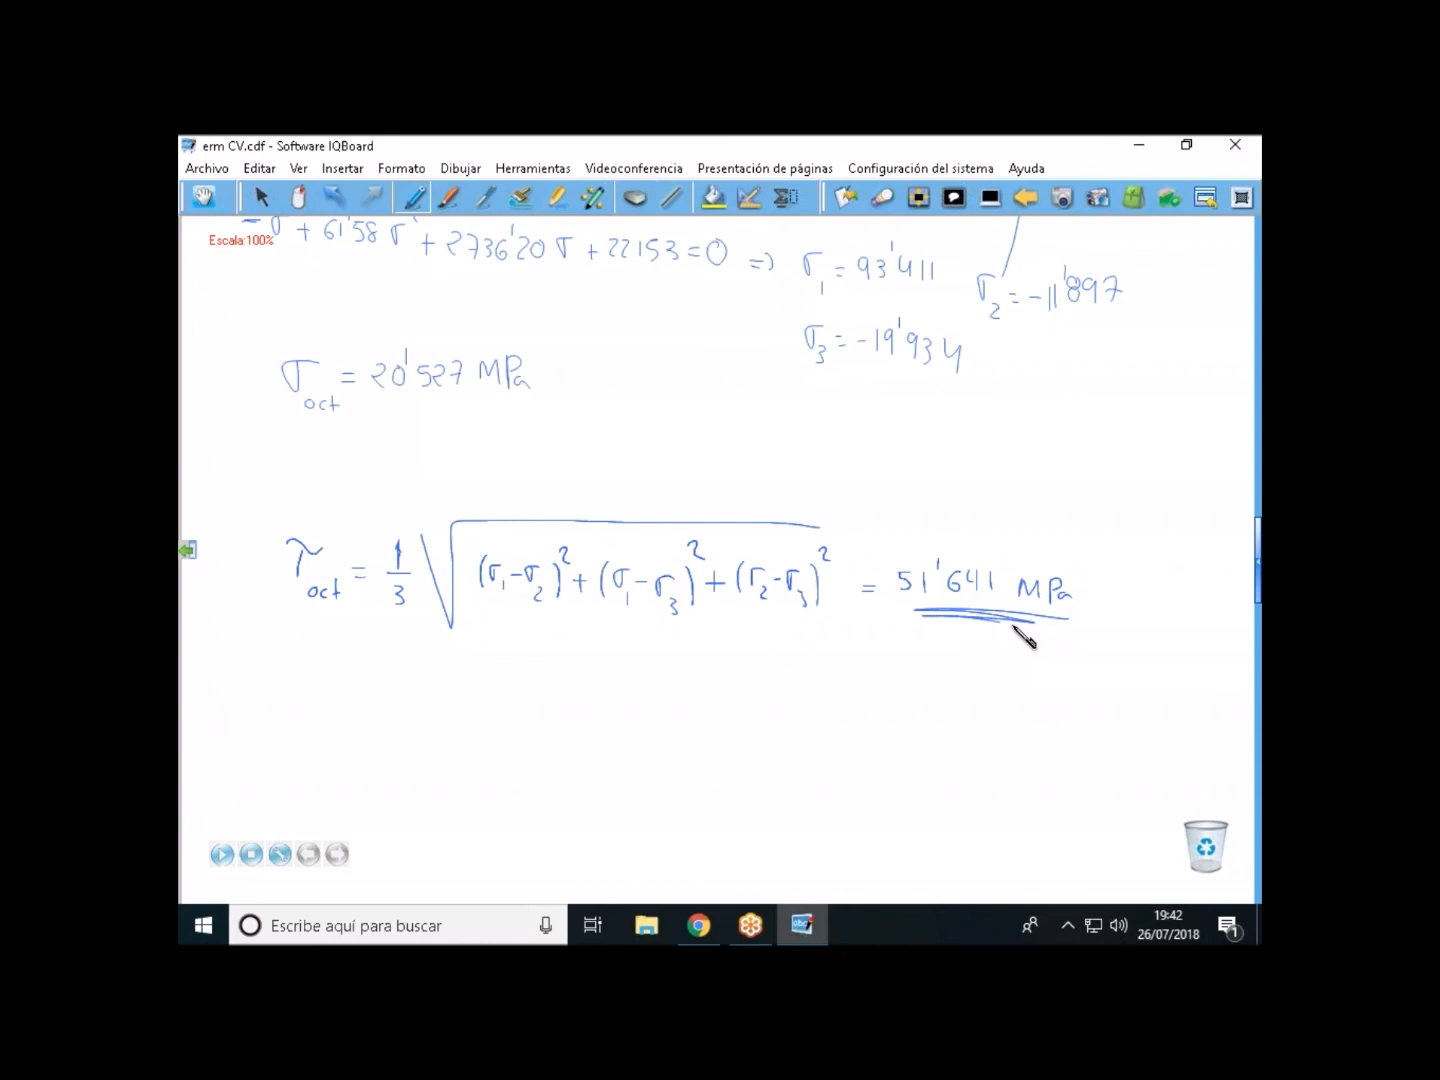 erm CV.cdf - Software IQBoard
Archivo Editar Ver Insertar Formato Dibujar Herramientas Videoconferencia Presentación de páginas Configuración del sistema Ayuda
Escala:100%
-σ + 61'58 σ + 2736'20 σ + 22153 = 0 => σ1 = 93'411
σ2 = -11'897
σ3 = -19'934
σoct = 20'527 MPa
τoct = 1/3 √((σ1-σ2)² + (σ1-σ3)² + (σ2-σ3)²) = 51'641 MPa
Escribe aquí para buscar
19:42
26/07/2018
1